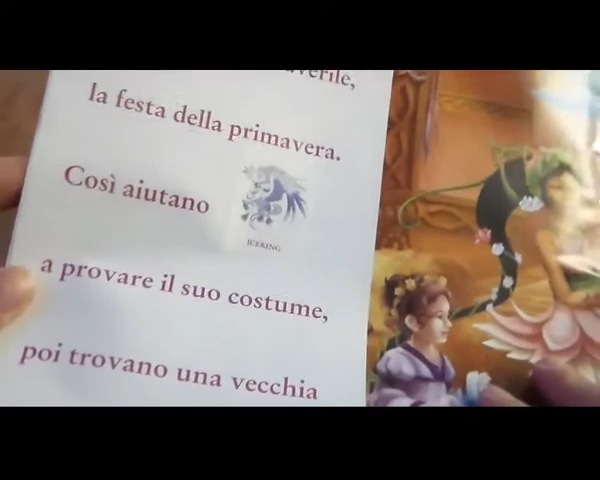 la festa della primavera.
Così aiutano
ICEKING
a provare il suo costume,
poi trovano una vecchia